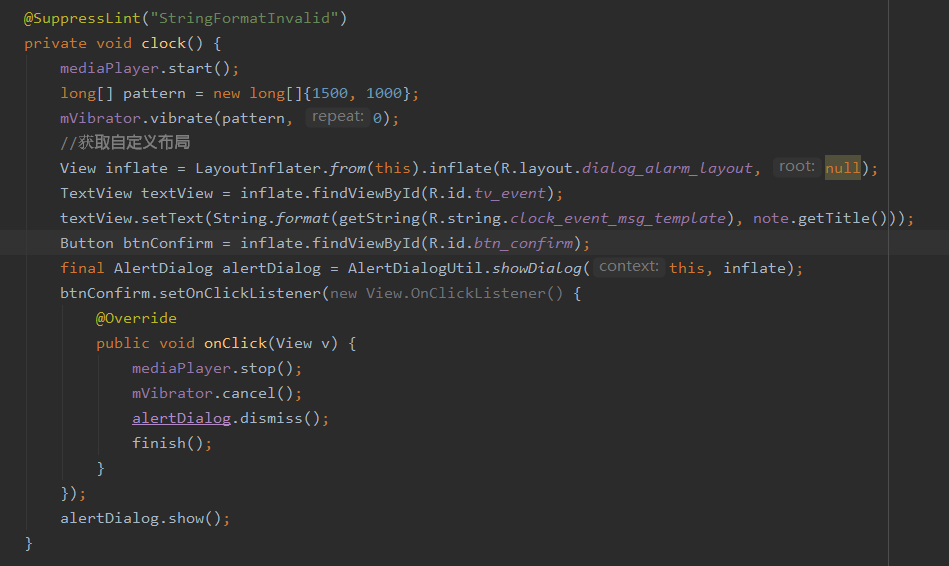 @SuppressLint("StringFormatInvalid")
private void clock() {
mediaPlayer.start();
long[] pattern = new long[]{1500, 1000};
mVibrator.vibrate(pattern, repeat: 0);
//获取自定义布局
View inflate = LayoutInflater.from(this).inflate(R.layout.dialog_alarm_layout, root: null);
TextView textView = inflate.findViewById(R.id.tv_event);
textView.setText(String.format(getString(R.string.clock_event_msg_template), note.getTitle()));
Button btnConfirm = inflate.findViewById(R.id.btn_confirm);
final AlertDialog alertDialog = AlertDialogUtil.showDialog( context: this, inflate);
btnConfirm.setOnClickListener(new View.OnClickListener() {
@Override
public void onClick(View v) {
mediaPlayer.stop();
mVibrator.cancel();
alertDialog.dismiss();
finish();
}
});
alertDialog.show();
}